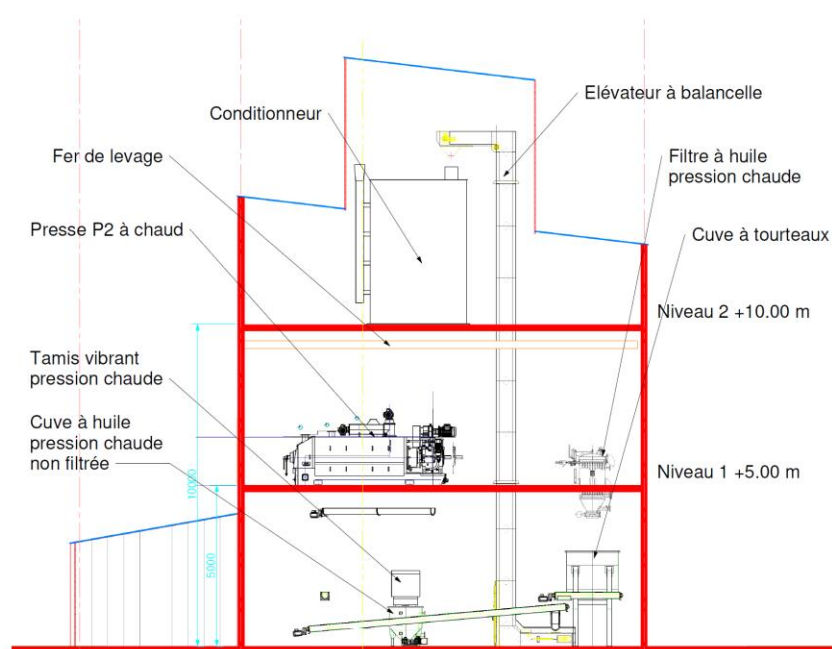 Elévateur à balancelle
Conditionneur
Fer de levage
Filtre à huile
pression chaude
Presse P2 à chaud
Cuve à tourteaux
Niveau 2 +10.00 m
Tamis vibrant
pression chaude
Cuve à huile
pression chaude
non filtrée
Niveau 1 +5.00 m
10000
5000